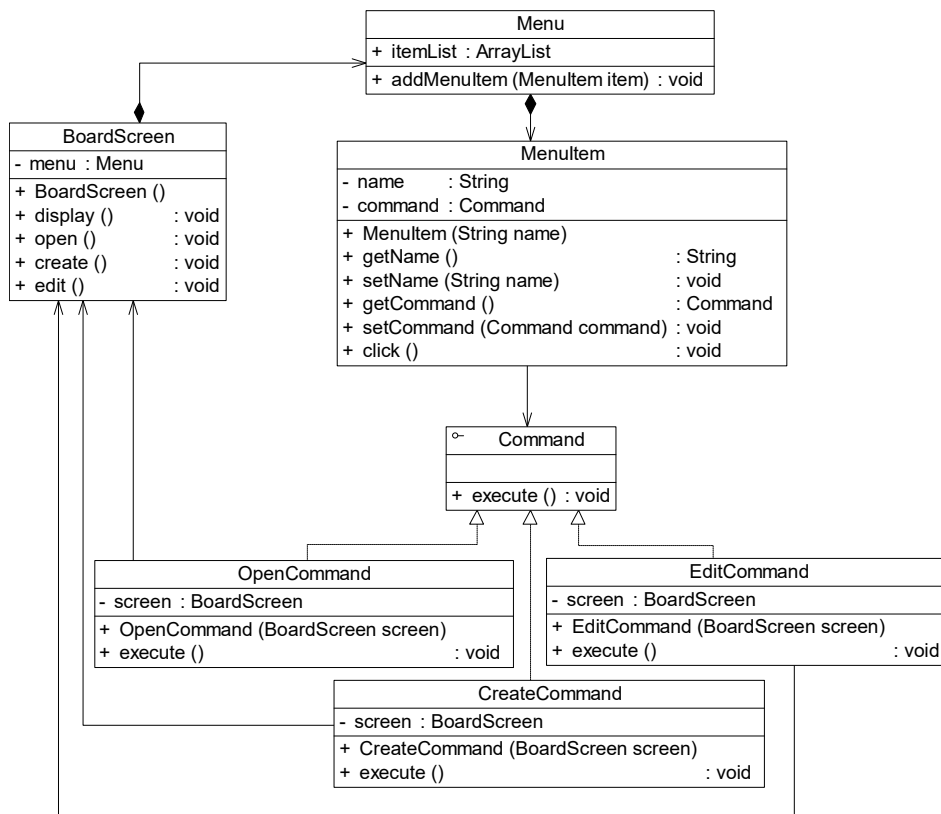 Menu
+ itemList : ArrayList
+ addMenuItem (MenuItem item) : void
BoardScreen
- menu : Menu
+ BoardScreen ()
+ display () : void
+ open () : void
+ create () : void
+ edit () : void
MenuItem
- name : String
- command : Command
+ MenuItem (String name)
+ getName () : String
+ setName (String name) : void
+ getCommand () : Command
+ setCommand (Command command) : void
+ click () : void
Command
+ execute () : void
OpenCommand
- screen : BoardScreen
+ OpenCommand (BoardScreen screen)
+ execute () : void
EditCommand
- screen : BoardScreen
+ EditCommand (BoardScreen screen)
+ execute () : void
CreateCommand
- screen : BoardScreen
+ CreateCommand (BoardScreen screen)
+ execute () : void